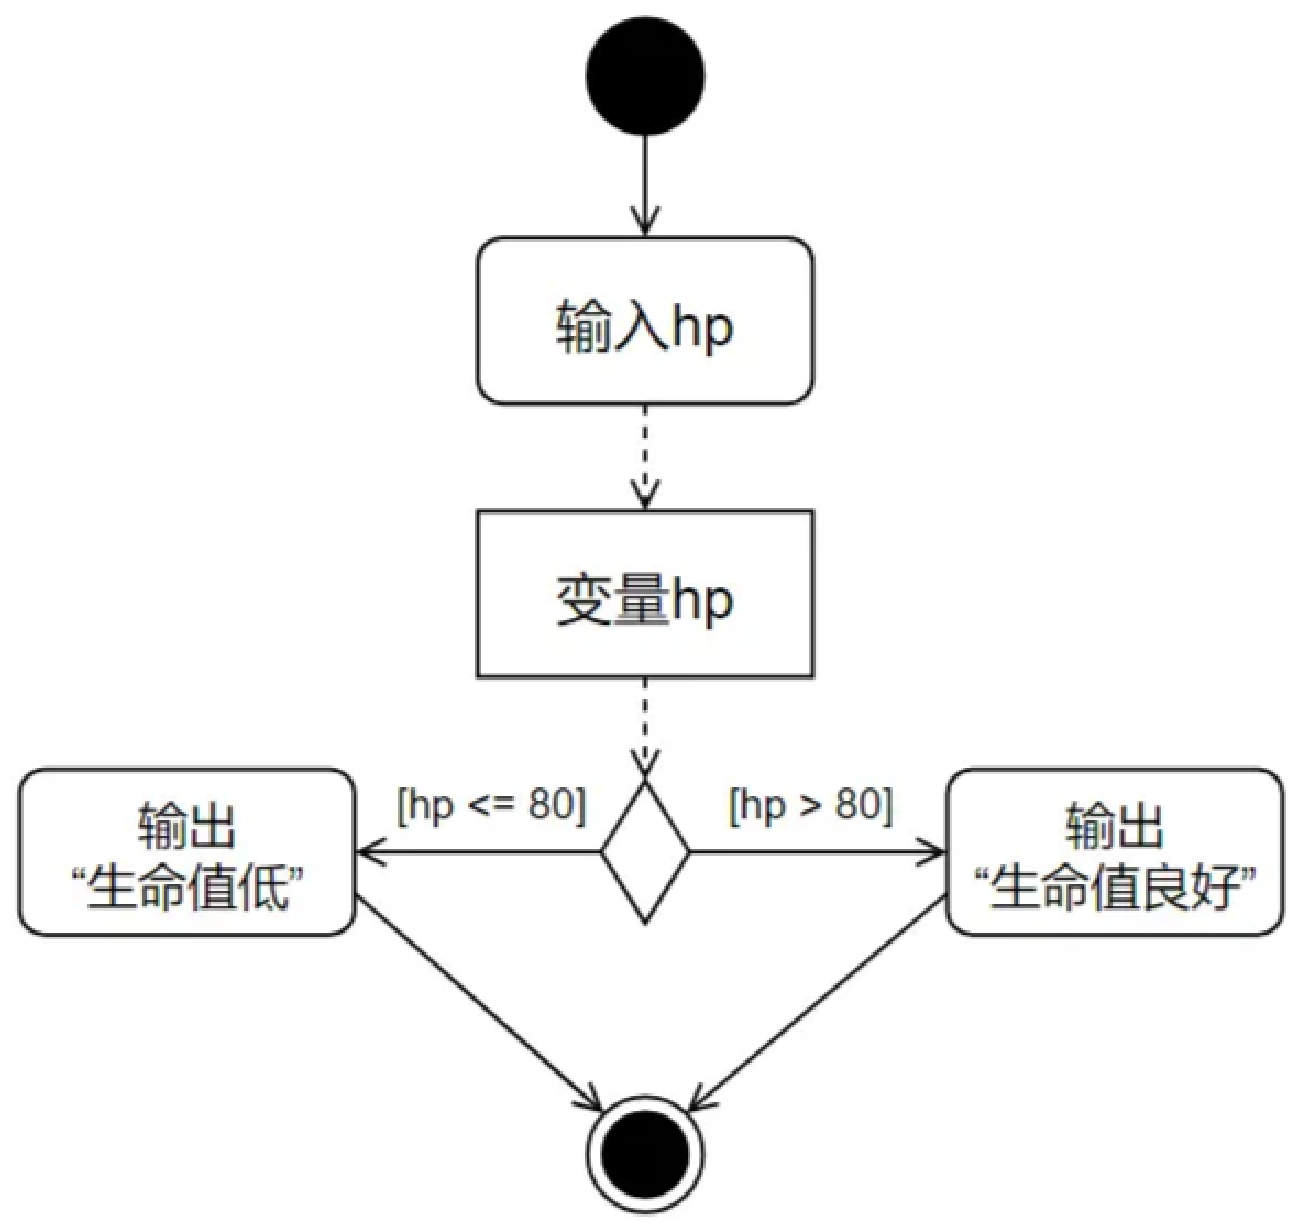 输入hp
变量hp
[hp <= 80]
[hp > 80]
输出
“生命值低”
输出
“生命值良好”